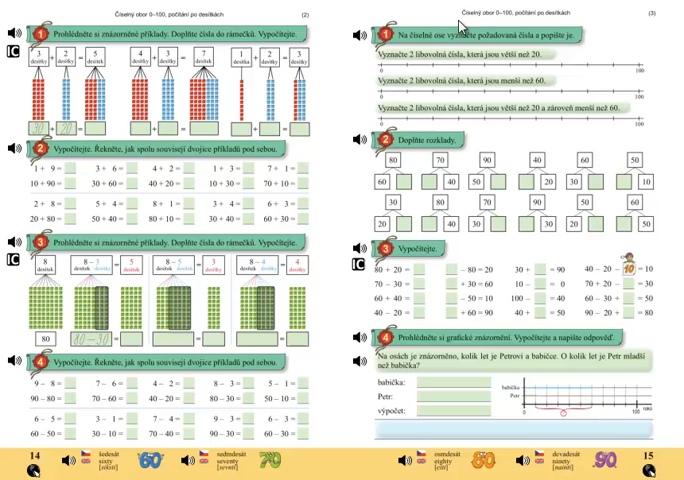 Číselný obor 0–100, počítání po desítkách (2)
1 Prohlédněte si znázorněné příklady. Doplňte čísla do rámečků. Vypočítejte.
3 desítky + 2 desítky = 5 desítek
4 desítky + 3 desítky = 7 desítek
1 desítka + 2 desítky = 3 desítky
30 + 20 =
+ =
+ =
2 Vypočítejte. Řekněte, jak spolu souvisejí dvojice příkladů pod sebou.
1 + 9 = 3 + 6 = 4 + 2 = 1 + 3 = 7 + 1 =
10 + 90 = 30 + 60 = 40 + 20 = 10 + 30 = 70 + 10 =
2 + 8 = 5 + 4 = 8 + 1 = 3 + 4 = 6 + 3 =
20 + 80 = 50 + 40 = 80 + 10 = 30 + 40 = 60 + 30 =
3 Prohlédněte si znázorněné příklady. Doplňte čísla do rámečků. Vypočítejte.
8 desítek
8 – 3 desítek desítky = 5 desítek
8 – 5 desítek desítek = 3 desítky
8 – 4 desítek desítky = 4 desítky
80 80 – 30 = = =
4 Vypočítejte. Řekněte, jak spolu souvisejí dvojice příkladů pod sebou.
9 – 8 = 7 – 6 = 4 – 2 = 8 – 3 = 5 – 1 =
90 – 80 = 70 – 60 = 40 – 20 = 80 – 30 = 50 – 10 =
6 – 5 = 3 – 1 = 7 – 4 = 9 – 3 = 6 – 3 =
60 – 50 = 30 – 10 = 70 – 40 = 90 – 30 = 60 – 30 =
14
šedesát
sixty
60
sedmdesát
seventy
70
Číselný obor 0–100, počítání po desítkách (3)
1 Na číselné ose vyznačte požadovaná čísla a popište je.
Vyznačte 2 libovolná čísla, která jsou větší než 20.
0 100
Vyznačte 2 libovolná čísla, která jsou menší než 60.
0 100
Vyznačte 2 libovolná čísla, která jsou větší než 20 a zároveň menší než 60.
0 100
2 Doplňte rozklady.
80 70 90 40 60 50
60 40 50 20 30 10
30 80 70 90 50 60
20 40 30 30 20 50
3 Vypočítejte.
80 + 20 = – 80 = 20 30 + = 90 40 – 20 – 10 = 10
70 – 30 = + 30 = 60 10 – = 0 70 + 20 – = 30
60 + 40 = – 50 = 10 100 – = 40 60 – 30 + = 50
40 – 20 = + 60 = 90 40 + = 50 90 – 20 + = 80
4 Prohlédněte si grafické znázornění. Vypočítejte a napište odpověď.
Na osách je znázorněno, kolik let je Petrovi a babičce. O kolik let je Petr mladší
než babička?
babička:
Petr:
výpočet:
babička
Petr
0 ? 100 roků
osmdesát
eighty
80
devadesát
ninety
90
15